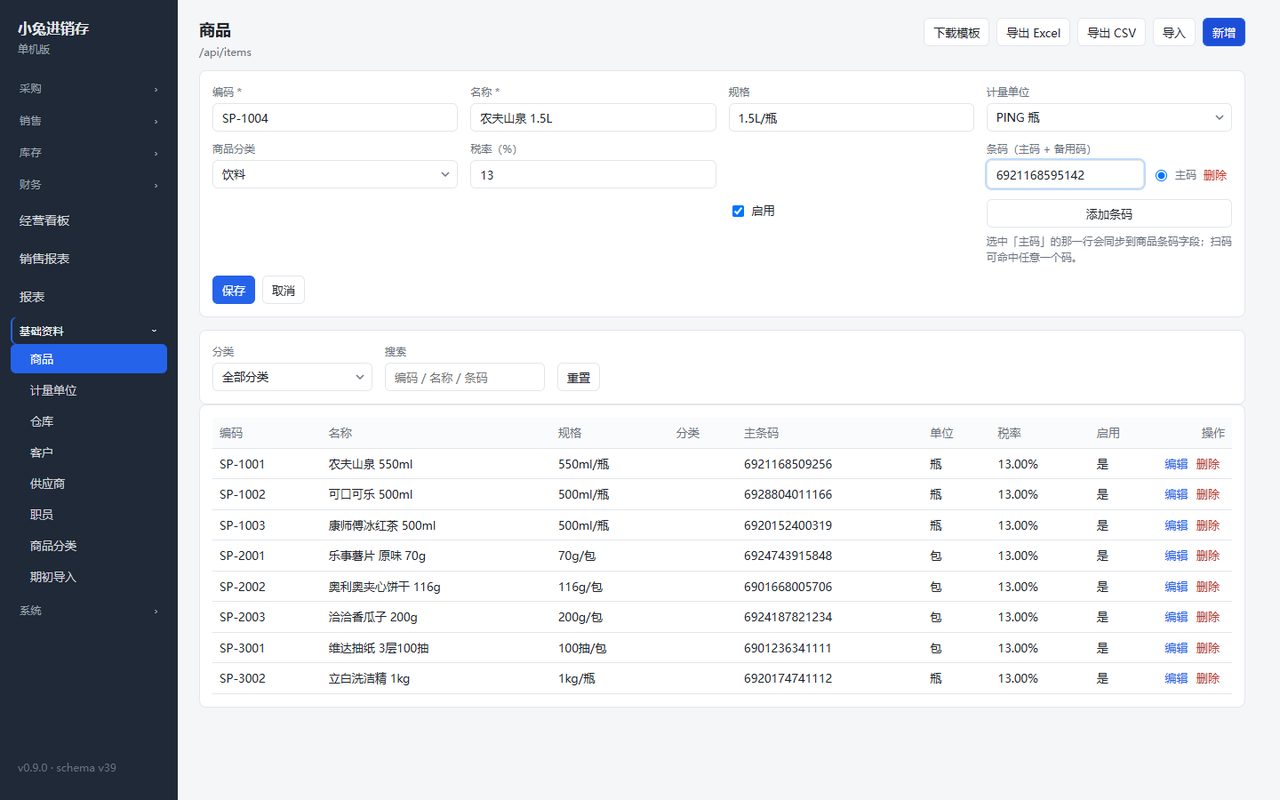 小兔进销存
单机版
采购
销售
库存
财务
经营看板
销售报表
报表
基础资料
商品
计量单位
仓库
客户
供应商
职员
商品分类
期初导入
系统
v0.9.0 · schema v39
商品
/api/items
下载模板 导出 Excel 导出 CSV 导入 新增
编码 * 名称 * 规格 计量单位
SP-1004 农夫山泉 1.5L 1.5L/瓶 PING 瓶
商品分类 税率（%） 条码（主码 + 备用码）
饮料 13 6921168595142 主码 删除
启用 添加条码
选中「主码」的那一行会同步到商品条码字段；扫码
可命中任意一个码。
保存 取消
分类 搜索
全部分类 编码 / 名称 / 条码 重置
编码 名称 规格 分类 主条码 单位 税率 启用 操作
SP-1001 农夫山泉 550ml 550ml/瓶 6921168509256 瓶 13.00% 是 编辑 删除
SP-1002 可口可乐 500ml 500ml/瓶 6928804011166 瓶 13.00% 是 编辑 删除
SP-1003 康师傅冰红茶 500ml 500ml/瓶 6920152400319 瓶 13.00% 是 编辑 删除
SP-2001 乐事薯片 原味 70g 70g/包 6924743915848 包 13.00% 是 编辑 删除
SP-2002 奥利奥夹心饼干 116g 116g/包 6901668005706 包 13.00% 是 编辑 删除
SP-2003 洽洽香瓜子 200g 200g/包 6924187821234 包 13.00% 是 编辑 删除
SP-3001 维达抽纸 3层100抽 100抽/包 6901236341111 包 13.00% 是 编辑 删除
SP-3002 立白洗洁精 1kg 1kg/瓶 6920174741112 瓶 13.00% 是 编辑 删除